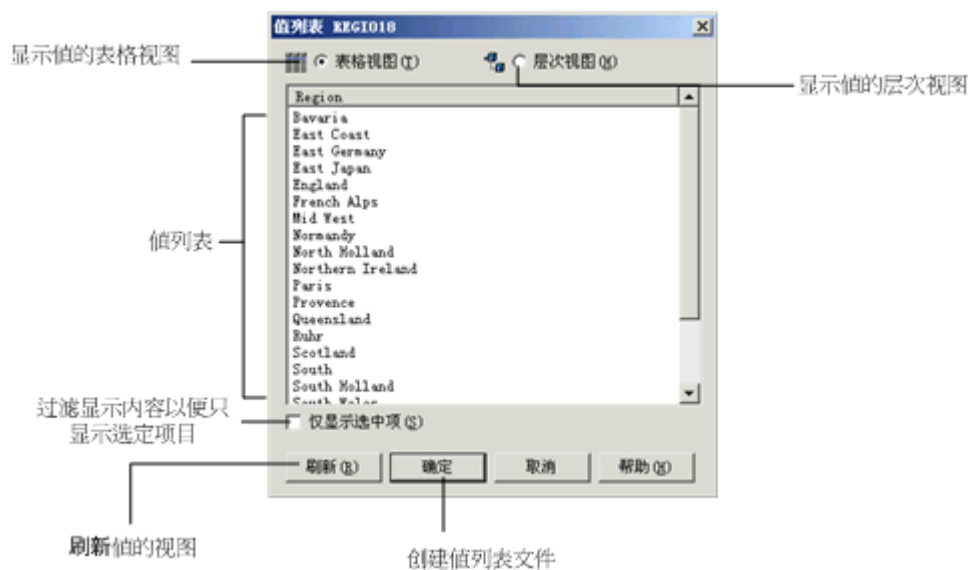 值列表 REGIO18
显示值的表格视图
表格视图(T)
层次视图(H)
显示值的层次视图
Region
Bavaria
East Coast
East Germany
East Japan
England
French Alps
Mid West
Normandy
North Holland
Northern Ireland
Paris
Provence
Queensland
Ruhr
Scotland
South
South Holland
South Wales
值列表
过滤显示内容以便只
显示选定项目
仅显示选中项(S)
刷新(R)
确定
取消
帮助(H)
刷新值的视图
创建值列表文件